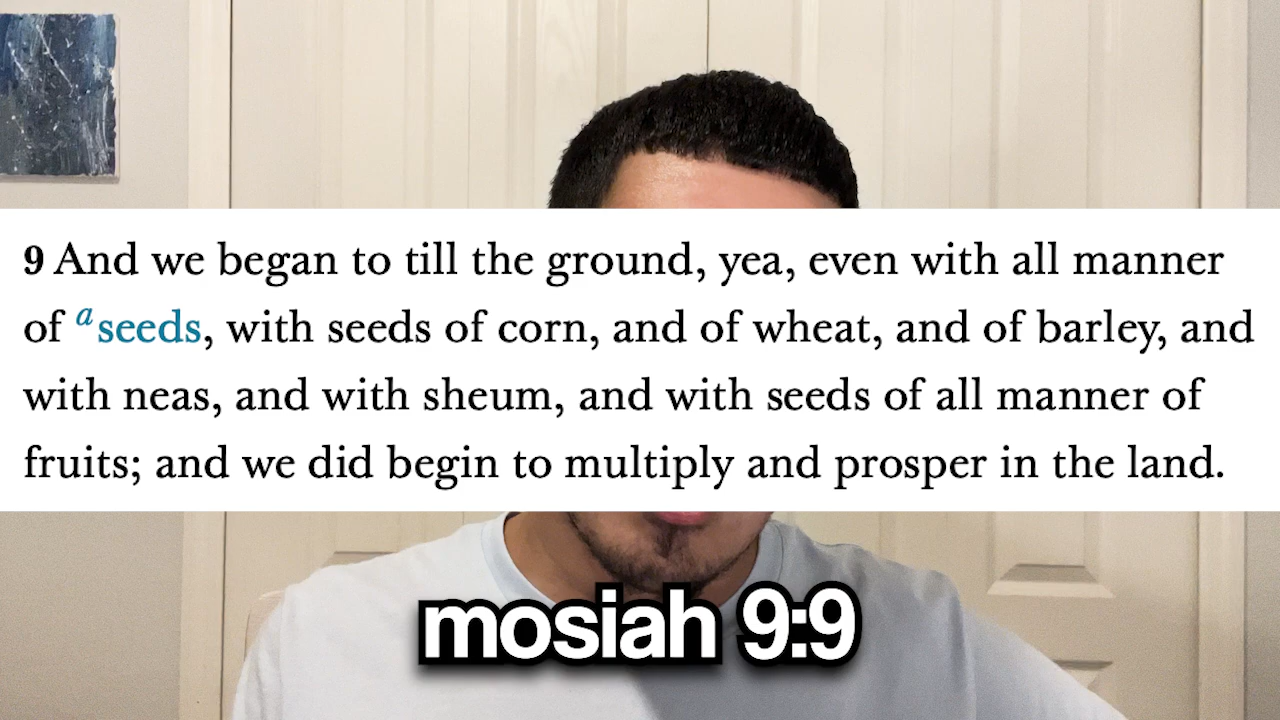 9 And we began to till the ground, yea, even with all manner
of a seeds, with seeds of corn, and of wheat, and of barley, and
with neas, and with sheum, and with seeds of all manner of
fruits; and we did begin to multiply and prosper in the land.
mosiah 9:9